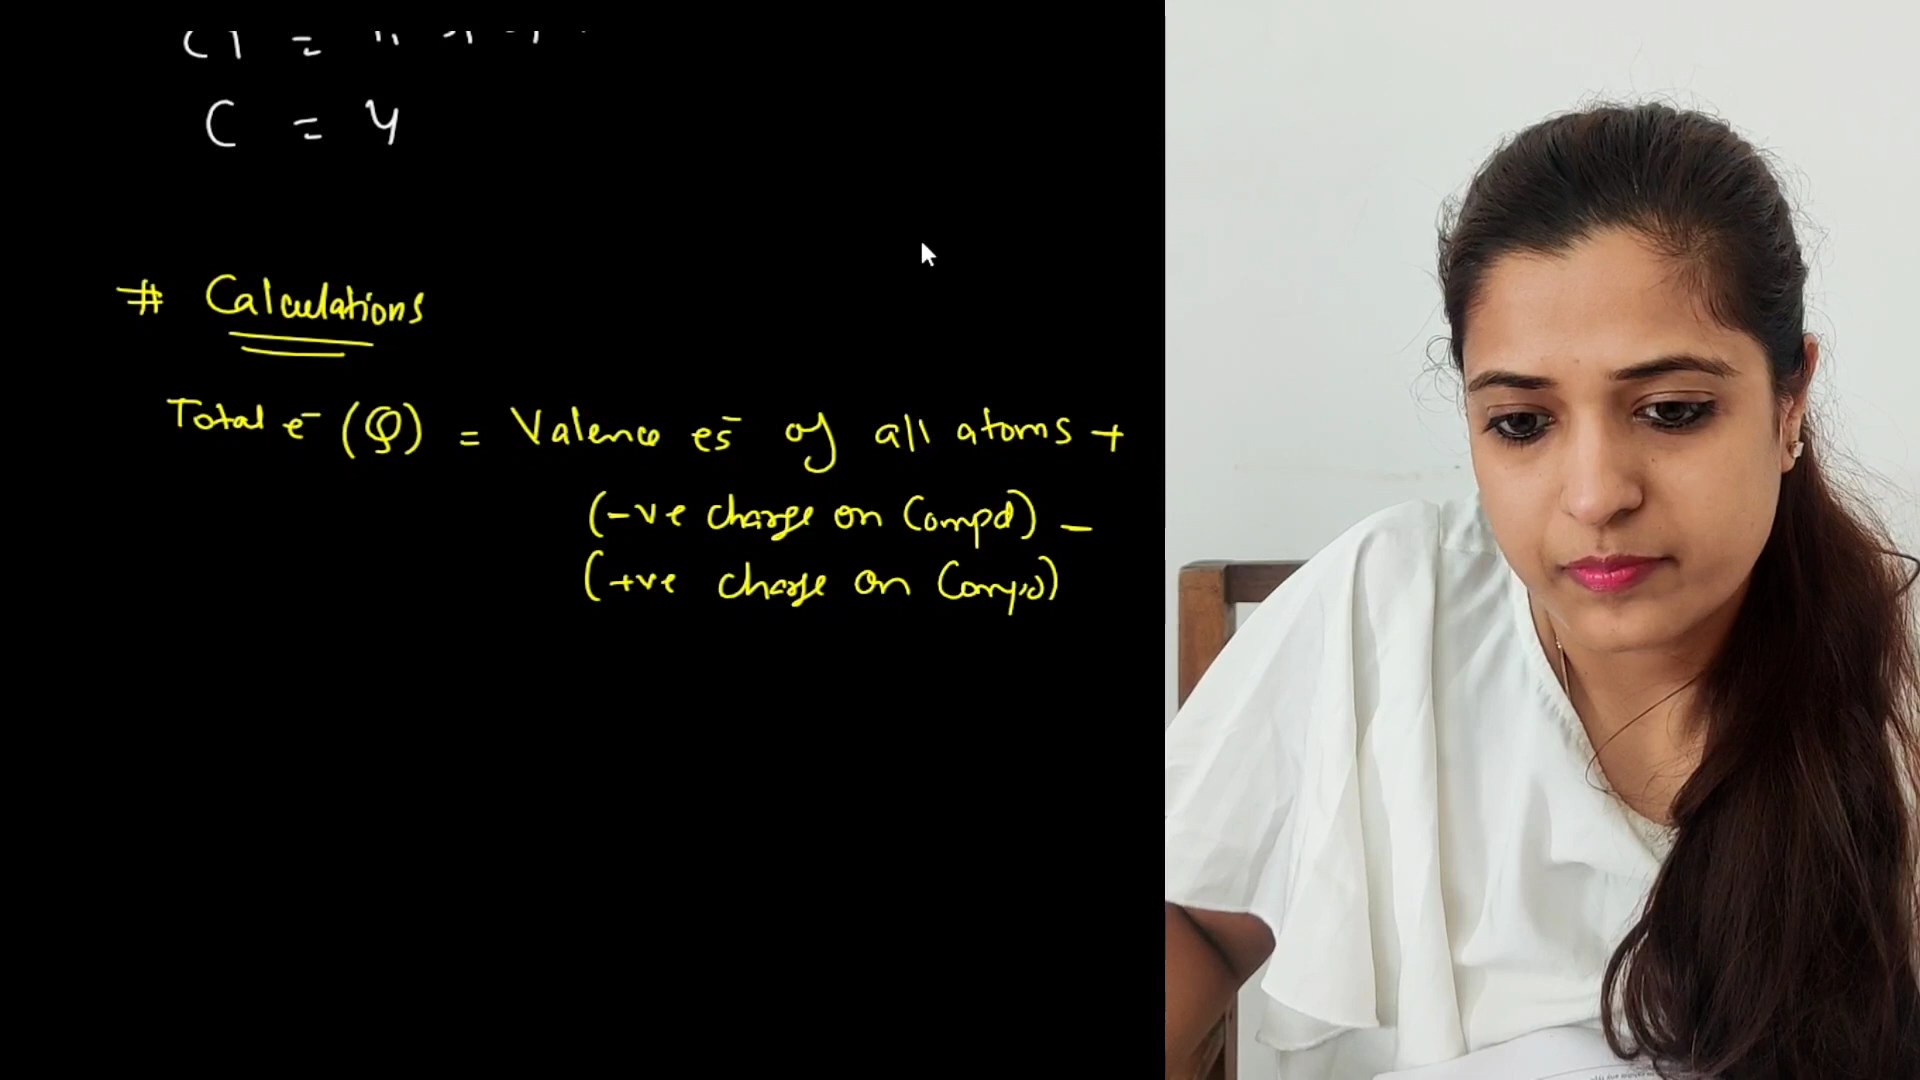 C = 4
# Calculations
Total e⁻ (Q) = Valence es⁻ of all atoms +
(-ve charge on Compd) –
(+ve charge on Compd)